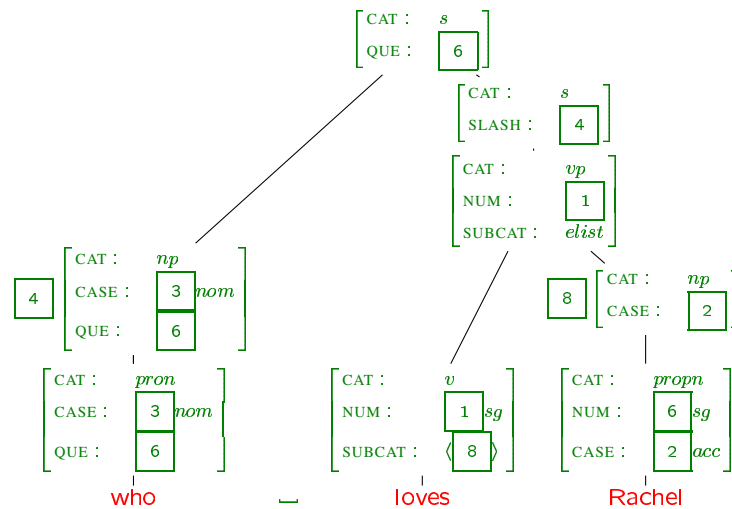 CAT : s
QUE : 6
CAT : s
SLASH : 4
CAT : vp
NUM : 1
SUBCAT : elist
4 CAT : np
CASE : 3 nom
QUE : 6
8 CAT : np
CASE : 2
CAT : pron
CASE : 3 nom
QUE : 6
CAT : v
NUM : 1 sg
SUBCAT : ⟨ 8 ⟩
CAT : propn
NUM : 6 sg
CASE : 2 acc
who ␣ loves Rachel